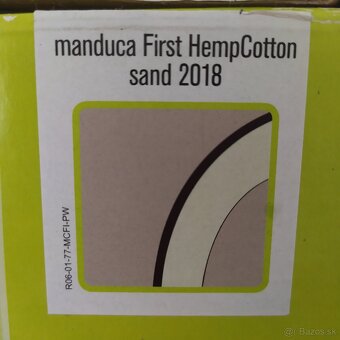 manduca First HempCotton
sand 2018
R06-01-77-MCFI-PW
Bazos.sk